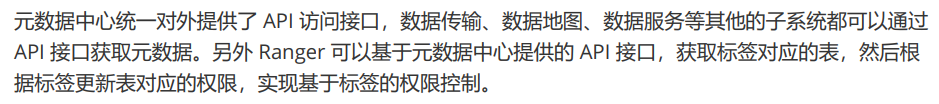 元数据中心统一对外提供了 API 访问接口，数据传输、数据地图、数据服务等其他的子系统都可以通过
API 接口获取元数据。另外 Ranger 可以基于元数据中心提供的 API 接口，获取标签对应的表，然后根
据标签更新表对应的权限，实现基于标签的权限控制。